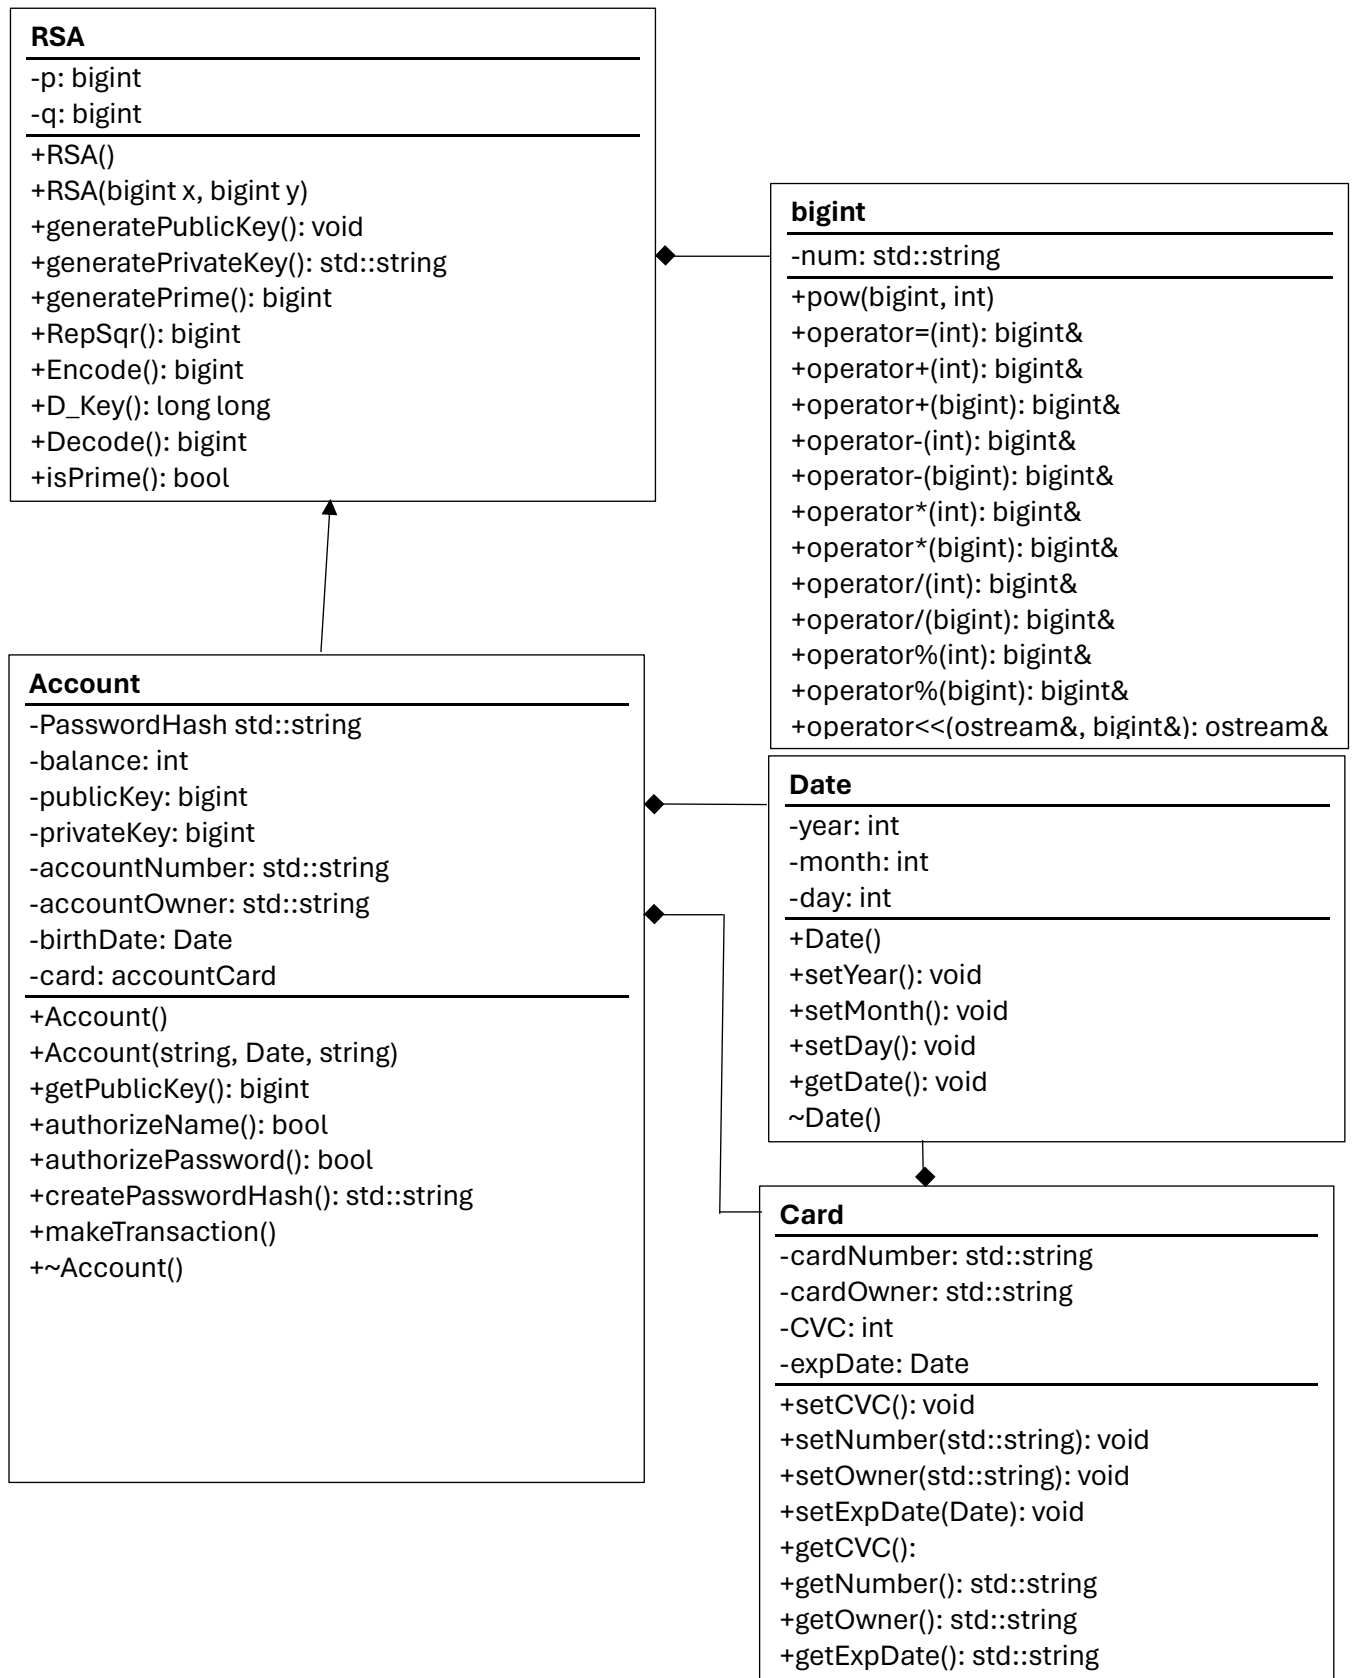 RSA
-p: bigint
-q: bigint
+RSA()
+RSA(bigint x, bigint y)
+generatePublicKey(): void
+generatePrivateKey(): std::string
+generatePrime(): bigint
+RepSqr(): bigint
+Encode(): bigint
+D_Key(): long long
+Decode(): bigint
+isPrime(): bool
bigint
-num: std::string
+pow(bigint, int)
+operator=(int): bigint&
+operator+(int): bigint&
+operator+(bigint): bigint&
+operator-(int): bigint&
+operator-(bigint): bigint&
+operator*(int): bigint&
+operator*(bigint): bigint&
+operator/(int): bigint&
+operator/(bigint): bigint&
+operator%(int): bigint&
+operator%(bigint): bigint&
+operator<<(ostream&, bigint&): ostream&
Account
-PasswordHash std::string
-balance: int
-publicKey: bigint
-privateKey: bigint
-accountNumber: std::string
-accountOwner: std::string
-birthDate: Date
-card: accountCard
+Account()
+Account(string, Date, string)
+getPublicKey(): bigint
+authorizeName(): bool
+authorizePassword(): bool
+createPasswordHash(): std::string
+makeTransaction()
+~Account()
Date
-year: int
-month: int
-day: int
+Date()
+setYear(): void
+setMonth(): void
+setDay(): void
+getDate(): void
~Date()
Card
-cardNumber: std::string
-cardOwner: std::string
-CVC: int
-expDate: Date
+setCVC(): void
+setNumber(std::string): void
+setOwner(std::string): void
+setExpDate(Date): void
+getCVC():
+getNumber(): std::string
+getOwner(): std::string
+getExpDate(): std::string